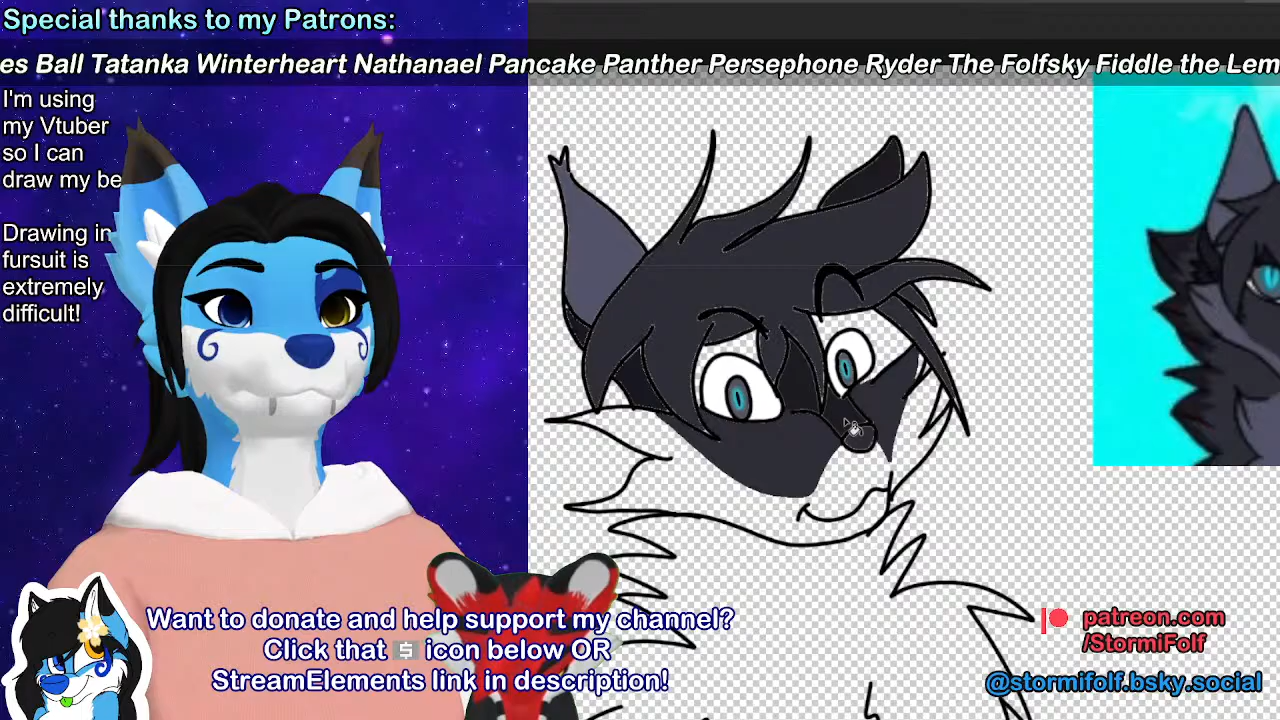 Special thanks to my Patrons:
es Ball Tatanka Winterheart Nathanael Pancake Panther Persephone Ryder The Folfsky Fiddle the Lem
I'm using
my Vtuber
so I can
draw my be
Drawing in
fursuit is
extremely
difficult!
Want to donate and help support my channel?
Click that $ icon below OR
StreamElements link in description!
patreon.com
/StormiFolf
@stormifolf.bsky.social